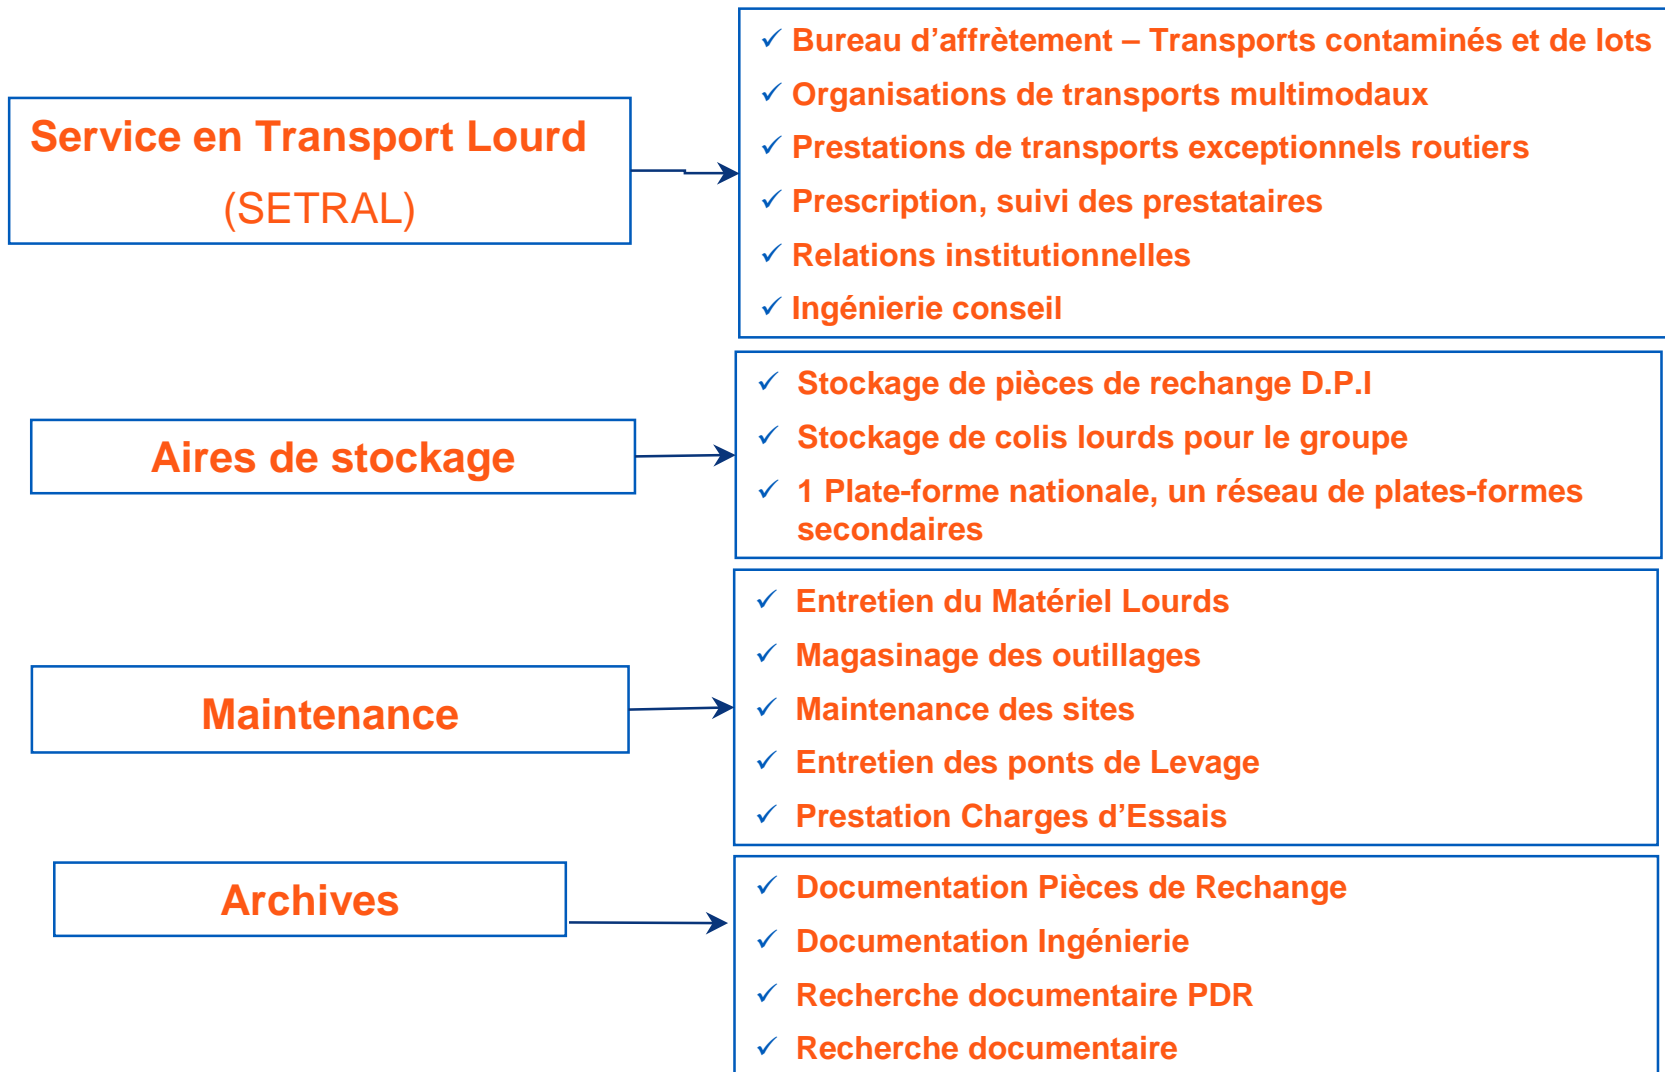 Service en Transport Lourd
(SETRAL)
✓ Bureau d’affrètement – Transports contaminés et de lots
✓ Organisations de transports multimodaux
✓ Prestations de transports exceptionnels routiers
✓ Prescription, suivi des prestataires
✓ Relations institutionnelles
✓ Ingénierie conseil
Aires de stockage
✓ Stockage de pièces de rechange D.P.I
✓ Stockage de colis lourds pour le groupe
✓ 1 Plate-forme nationale, un réseau de plates-formes
secondaires
Maintenance
✓ Entretien du Matériel Lourds
✓ Magasinage des outillages
✓ Maintenance des sites
✓ Entretien des ponts de Levage
✓ Prestation Charges d’Essais
Archives
✓ Documentation Pièces de Rechange
✓ Documentation Ingénierie
✓ Recherche documentaire PDR
✓ Recherche documentaire